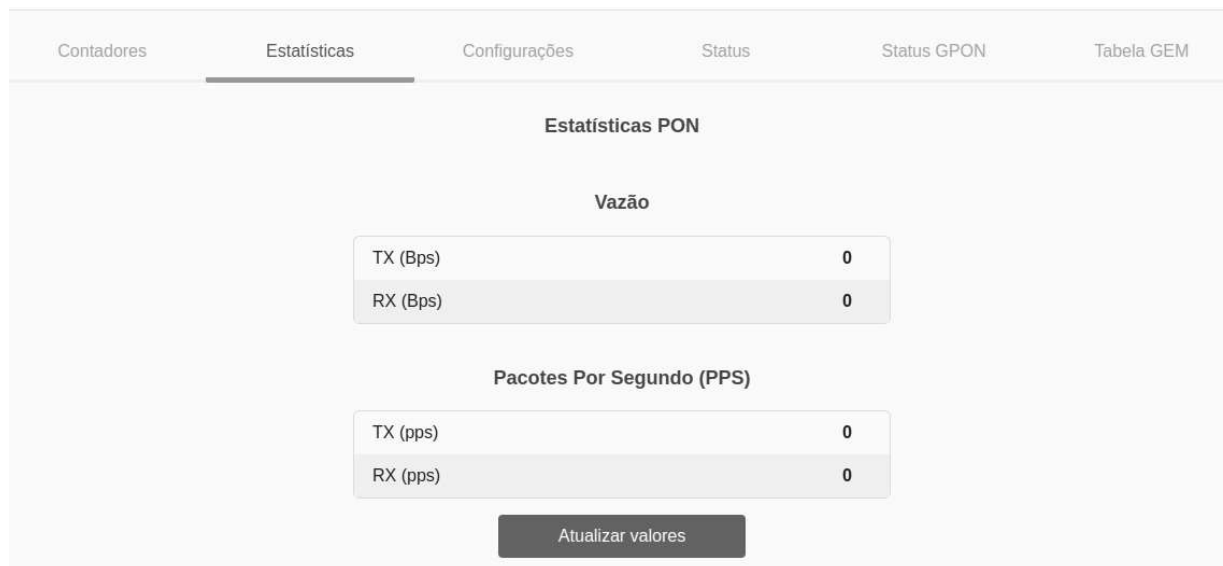 Contadores Estatísticas Configurações Status Status GPON Tabela GEM
Estatísticas PON
Vazão
TX (Bps) 0
RX (Bps) 0
Pacotes Por Segundo (PPS)
TX (pps) 0
RX (pps) 0
Atualizar valores